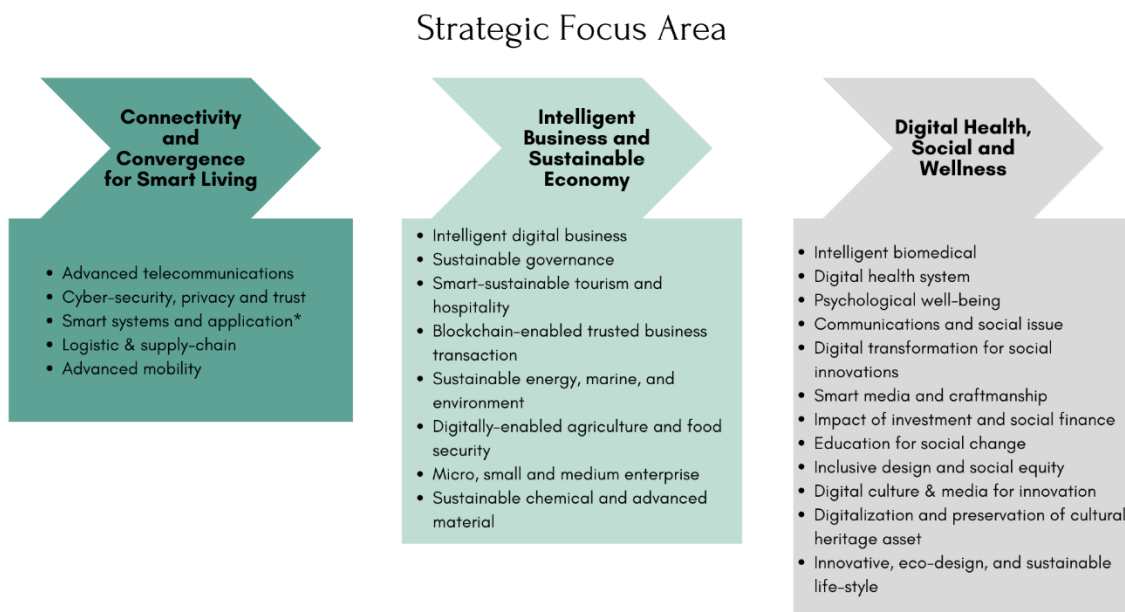 Strategic Focus Area
Connectivity
and
Convergence
for Smart Living
• Advanced telecommunications
• Cyber-security, privacy and trust
• Smart systems and application*
• Logistic & supply-chain
• Advanced mobility
Intelligent
Business and
Sustainable
Economy
• Intelligent digital business
• Sustainable governance
• Smart-sustainable tourism and
hospitality
• Blockchain-enabled trusted business
transaction
• Sustainable energy, marine, and
environment
• Digitally-enabled agriculture and food
security
• Micro, small and medium enterprise
• Sustainable chemical and advanced
material
Digital Health,
Social and
Wellness
• Intelligent biomedical
• Digital health system
• Psychological well-being
• Communications and social issue
• Digital transformation for social
innovations
• Smart media and craftmanship
• Impact of investment and social finance
• Education for social change
• Inclusive design and social equity
• Digital culture & media for innovation
• Digitalization and preservation of cultural
heritage asset
• Innovative, eco-design, and sustainable
life-style